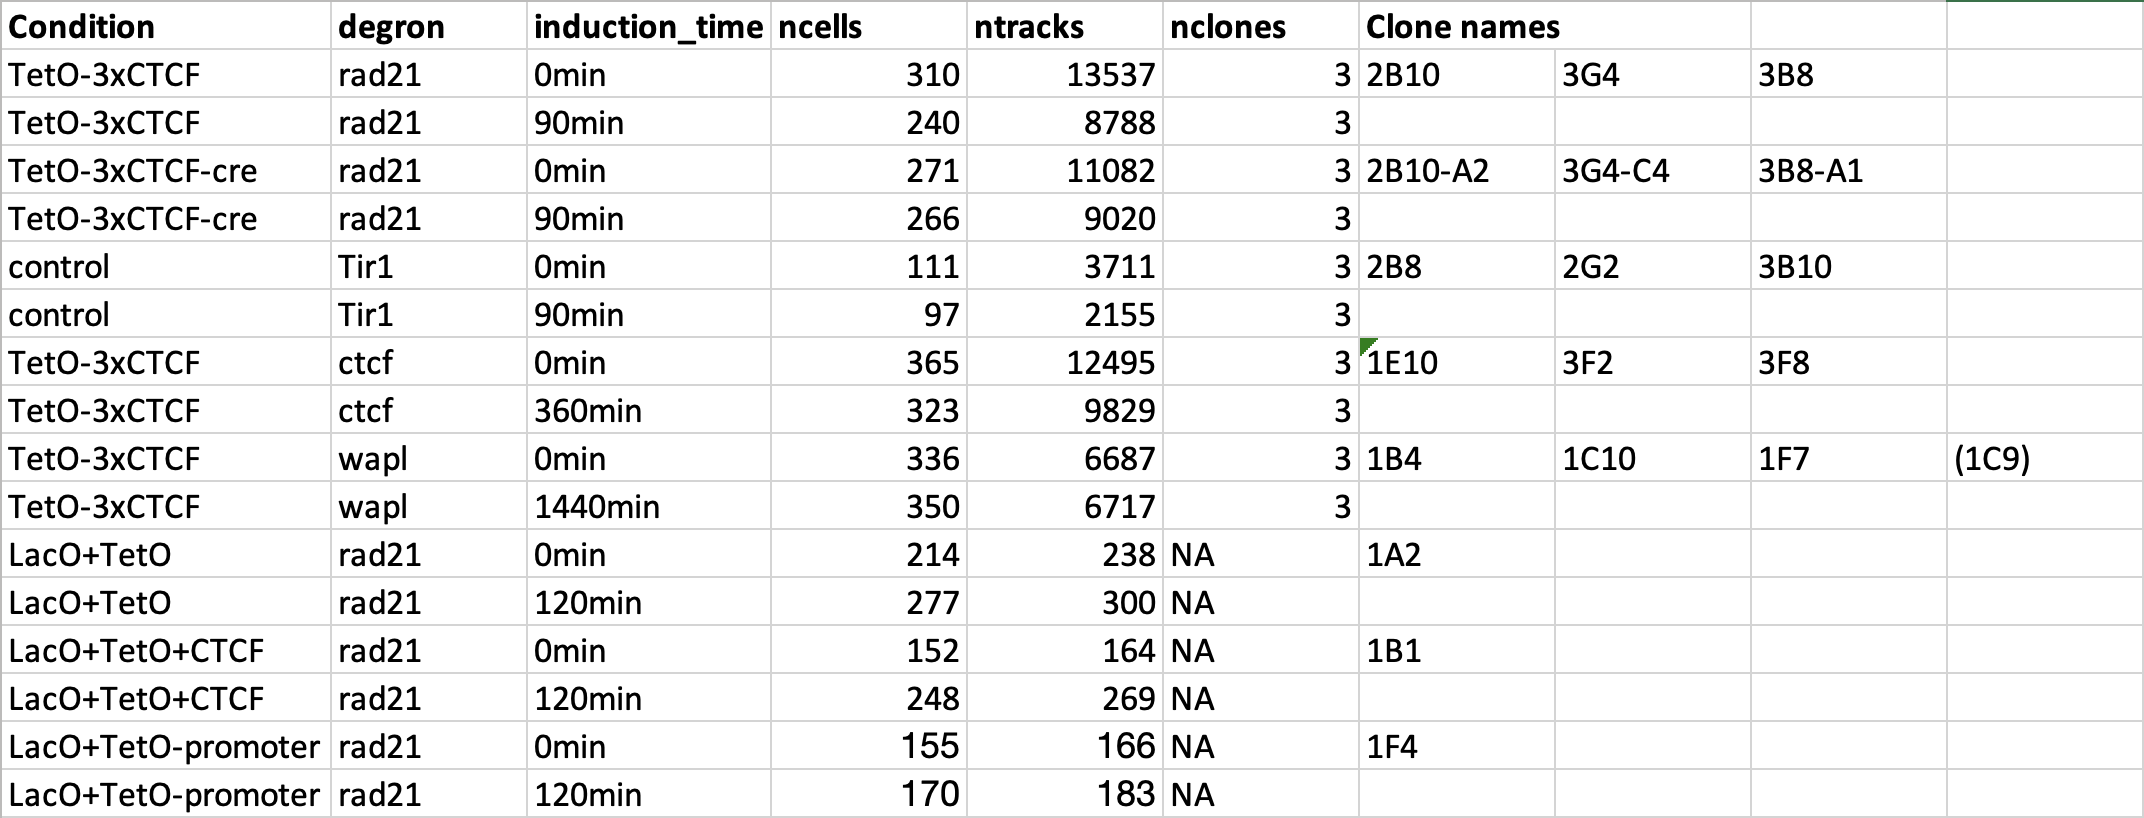 Condition degron induction_time ncells ntracks nclones Clone names
TetO-3xCTCF rad21 0min 310 13537 3 2B10 3G4 3B8
TetO-3xCTCF rad21 90min 240 8788 3
TetO-3xCTCF-cre rad21 0min 271 11082 3 2B10-A2 3G4-C4 3B8-A1
TetO-3xCTCF-cre rad21 90min 266 9020 3
control Tir1 0min 111 3711 3 2B8 2G2 3B10
control Tir1 90min 97 2155 3
TetO-3xCTCF ctcf 0min 365 12495 3 1E10 3F2 3F8
TetO-3xCTCF ctcf 360min 323 9829 3
TetO-3xCTCF wapl 0min 336 6687 3 1B4 1C10 1F7 (1C9)
TetO-3xCTCF wapl 1440min 350 6717 3
LacO+TetO rad21 0min 214 238 NA 1A2
LacO+TetO rad21 120min 277 300 NA
LacO+TetO+CTCF rad21 0min 152 164 NA 1B1
LacO+TetO+CTCF rad21 120min 248 269 NA
LacO+TetO-promoter rad21 0min 155 166 NA 1F4
LacO+TetO-promoter rad21 120min 170 183 NA